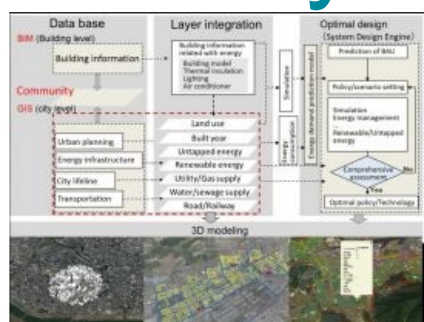 Data base
BIM (Building level)
Building information
Community
GIS (city level)
Urban planning
Energy infrastructure
City lifeline
Transportation
Layer integration
Building information
related with energy
Building model
Thermal insulation
Lighting
Air conditioner
Land use
Built year
Untapped energy
Renewable energy
Utility/Gas supply
Water/sewage supply
Road/Railway
Simulation
Energy consumption
Energy demand prediction model
Optimal design
(System Design Engine)
Prediction of BAU
Policy/scenario setting
Simulation
Energy management
Renewable/Untapped
energy
Comprehensive
assessment
No
Yes
Optimal policy/Technology
3D modeling